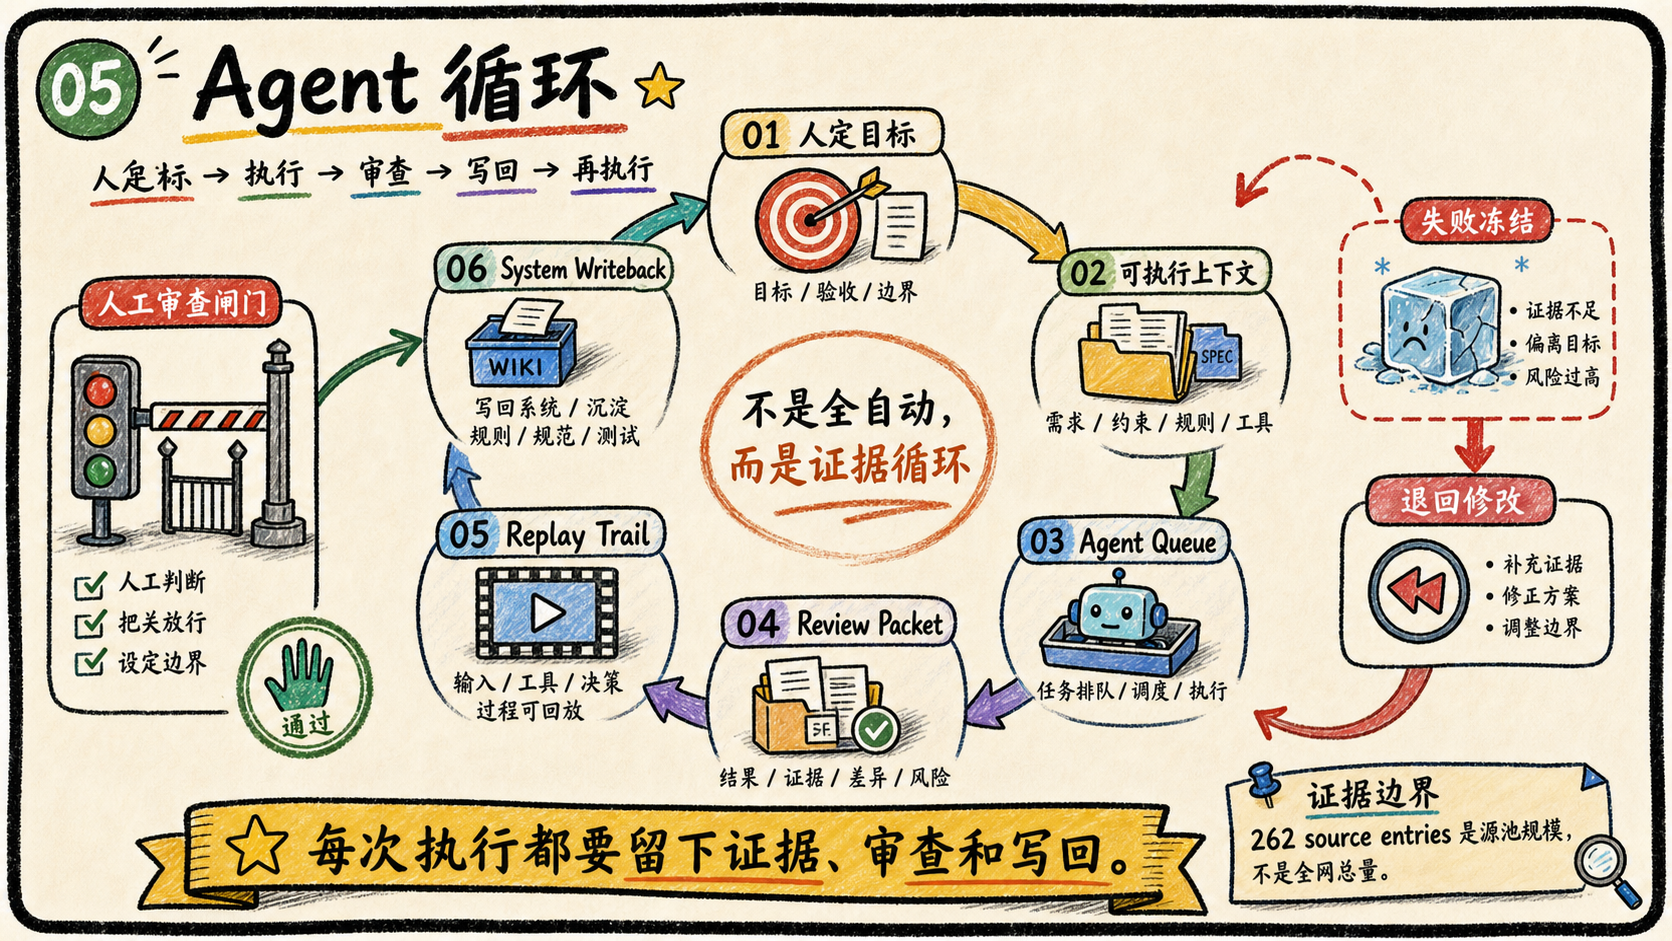 05
Agent 循环
执行 → 审查 → 写回 → 再执行
01 人定目标
目标 / 验收 / 边界
02 可执行上下文
SPEC
需求 / 约束 / 规则 / 工具
03 Agent Queue
任务排队 / 调度 / 执行
04 Review Packet
结果 / 证据 / 差异 / 风险
05 Replay Trail
输入 / 工具 / 决策
过程可回放
06 System Writeback
WIKI
写回系统 / 沉淀
规则 / 规范 / 测试
不是全自动，
而是证据循环
人工审查闸门
人工判断
把关放行
设定边界
通过
失败冻结
• 证据不足
• 偏离目标
• 风险过高
退回修改
• 补充证据
• 修正方案
• 调整边界
每次执行都要留下证据、审查和写回。
证据边界
262 source entries 是源池规模，
不是全网总量。